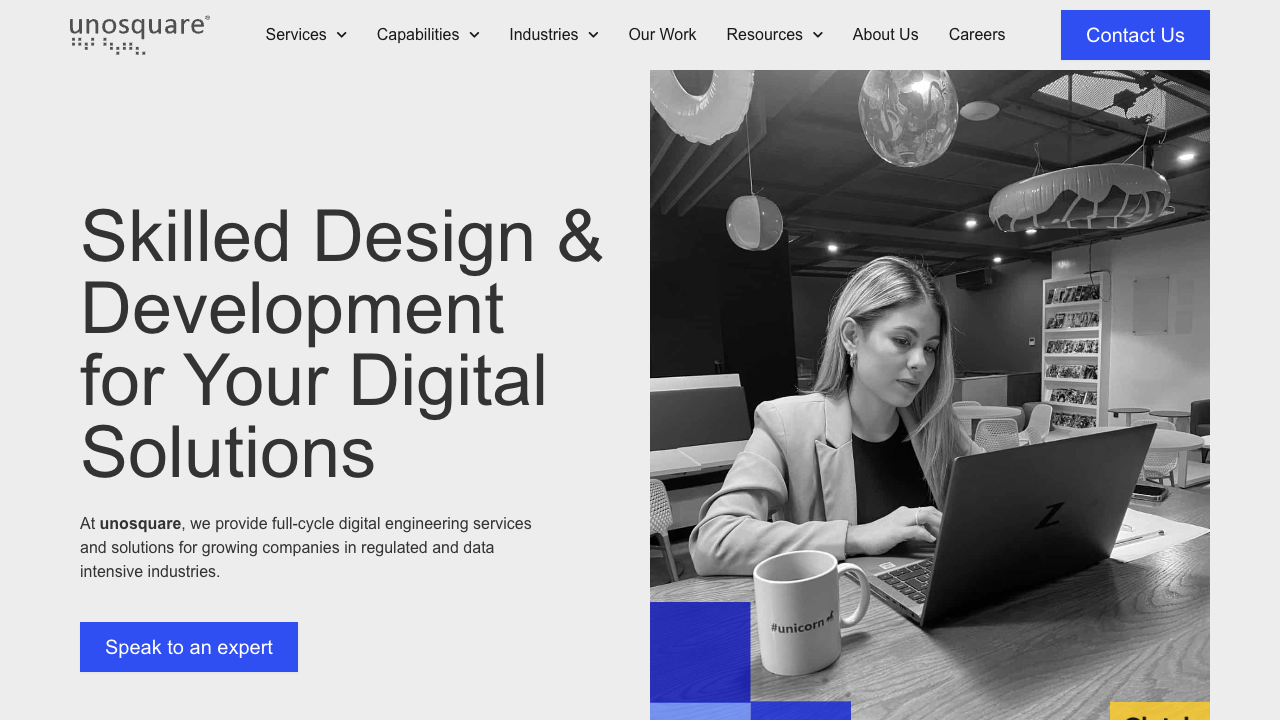 unosquare®
Services
Capabilities
Industries
Our Work
Resources
About Us
Careers
Contact Us
Skilled Design &
Development
for Your Digital
Solutions
At unosquare, we provide full-cycle digital engineering services
and solutions for growing companies in regulated and data
intensive industries.
Speak to an expert
Z
#unicorn